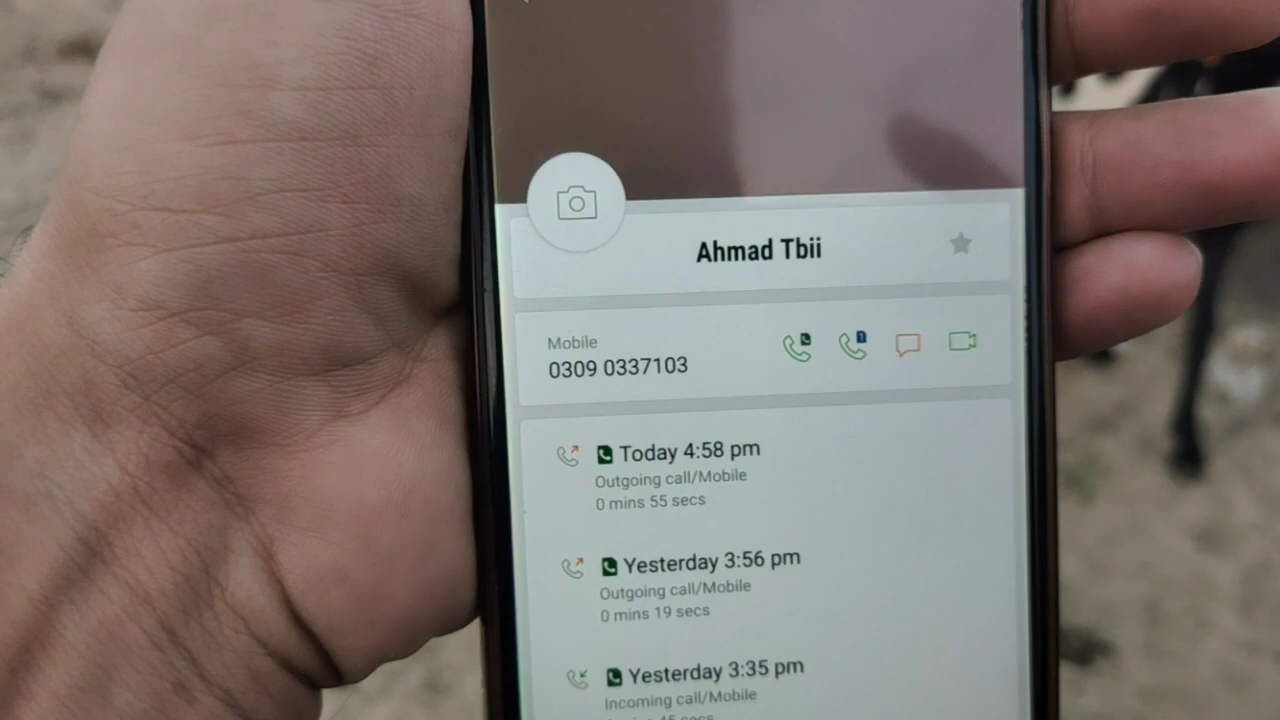 Ahmad Tbii
Mobile
0309 0337103
Today 4:58 pm
Outgoing call/Mobile
0 mins 55 secs
Yesterday 3:56 pm
Outgoing call/Mobile
0 mins 19 secs
Yesterday 3:35 pm
Incoming call/Mobile